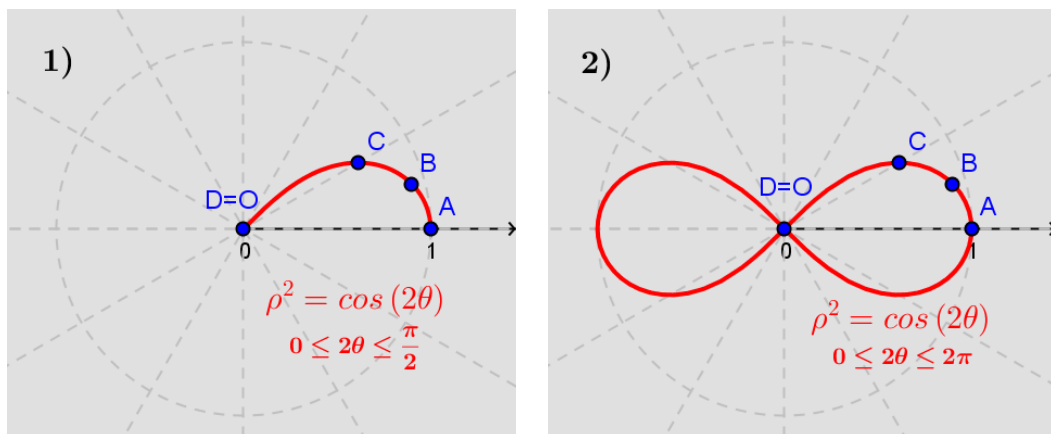 1)
C
B
D=O
A
0
1
ρ² = cos (2θ)
0 ≤ 2θ ≤ π/2
2)
C
B
D=O
A
0
1
ρ² = cos (2θ)
0 ≤ 2θ ≤ 2π